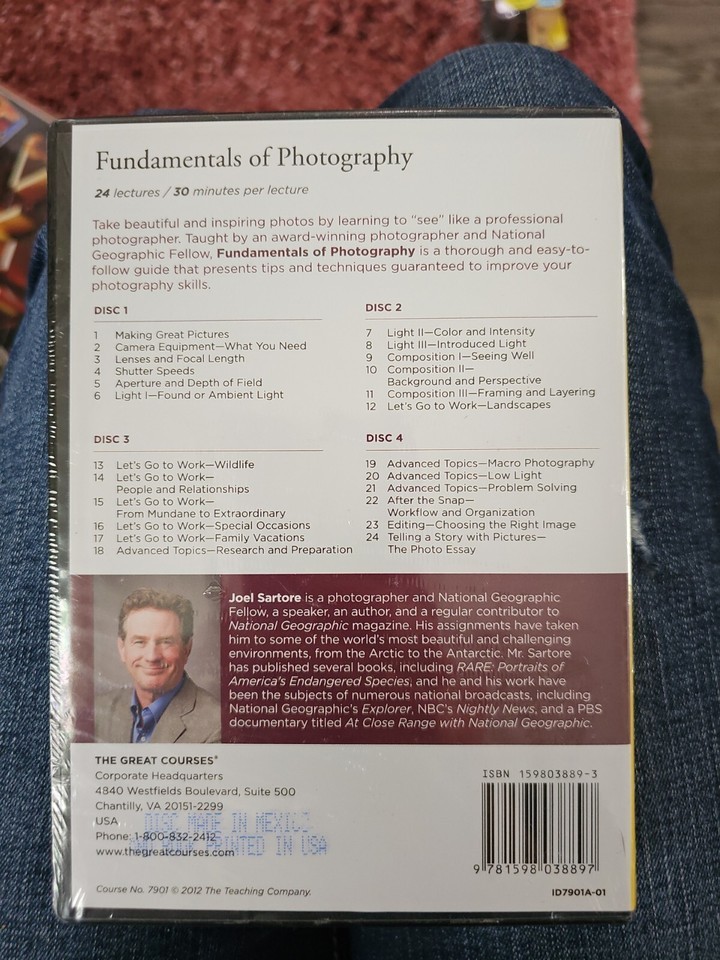 Fundamentals of Photography
24 lectures / 30 minutes per lecture
Take beautiful and inspiring photos by learning to "see" like a professional
photographer. Taught by an award-winning photographer and National
Geographic Fellow, Fundamentals of Photography is a thorough and easy-to-
follow guide that presents tips and techniques guaranteed to improve your
photography skills.
DISC 1
1 Making Great Pictures
2 Camera Equipment—What You Need
3 Lenses and Focal Length
4 Shutter Speeds
5 Aperture and Depth of Field
6 Light I—Found or Ambient Light
DISC 2
7 Light II—Color and Intensity
8 Light III—Introduced Light
9 Composition I—Seeing Well
10 Composition II—
Background and Perspective
11 Composition III—Framing and Layering
12 Let's Go to Work—Landscapes
DISC 3
13 Let's Go to Work—Wildlife
14 Let's Go to Work—
People and Relationships
15 Let's Go to Work—
From Mundane to Extraordinary
16 Let's Go to Work—Special Occasions
17 Let's Go to Work—Family Vacations
18 Advanced Topics—Research and Preparation
DISC 4
19 Advanced Topics—Macro Photography
20 Advanced Topics—Low Light
21 Advanced Topics—Problem Solving
22 After the Snap—
Workflow and Organization
23 Editing—Choosing the Right Image
24 Telling a Story with Pictures—
The Photo Essay
Joel Sartore is a photographer and National Geographic
Fellow, a speaker, an author, and a regular contributor to
National Geographic magazine. His assignments have taken
him to some of the world's most beautiful and challenging
environments, from the Arctic to the Antarctic. Mr. Sartore
has published several books, including RARE: Portraits of
America's Endangered Species, and he and his work have
been the subjects of numerous national broadcasts, including
National Geographic's Explorer, NBC's Nightly News, and a PBS
documentary titled At Close Range with National Geographic.
THE GREAT COURSES®
Corporate Headquarters
4840 Westfields Boulevard, Suite 500
Chantilly, VA 20151-2299
USA
Phone: 1-800-832-2412
www.thegreatcourses.com
DISC MADE IN MEXICO
AND BOOK PRINTED IN USA
Course No. 7901 © 2012 The Teaching Company.
ISBN 159803889-3
9 781598 038897
ID7901A-01